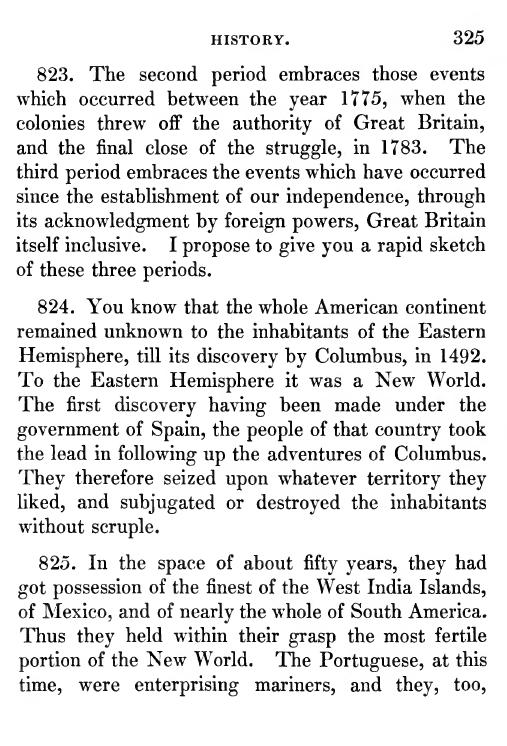 HISTORY. 325
823. The second period embraces those events
which occurred between the year 1775, when the
colonies threw off the authority of Great Britain,
and the final close of the struggle, in 1783. The
third period embraces the events which have occurred
since the establishment of our independence, through
its acknowledgment by foreign powers, Great Britain
itself inclusive. I propose to give you a rapid sketch
of these three periods.
824. You know that the whole American continent
remained unknown to the inhabitants of the Eastern
Hemisphere, till its discovery by Columbus, in 1492.
To the Eastern Hemisphere it was a New World.
The first discovery having been made under the
government of Spain, the people of that country took
the lead in following up the adventures of Columbus.
They therefore seized upon whatever territory they
liked, and subjugated or destroyed the inhabitants
without scruple.
825. In the space of about fifty years, they had
got possession of the finest of the West India Islands,
of Mexico, and of nearly the whole of South America.
Thus they held within their grasp the most fertile
portion of the New World. The Portuguese, at this
time, were enterprising mariners, and they, too,